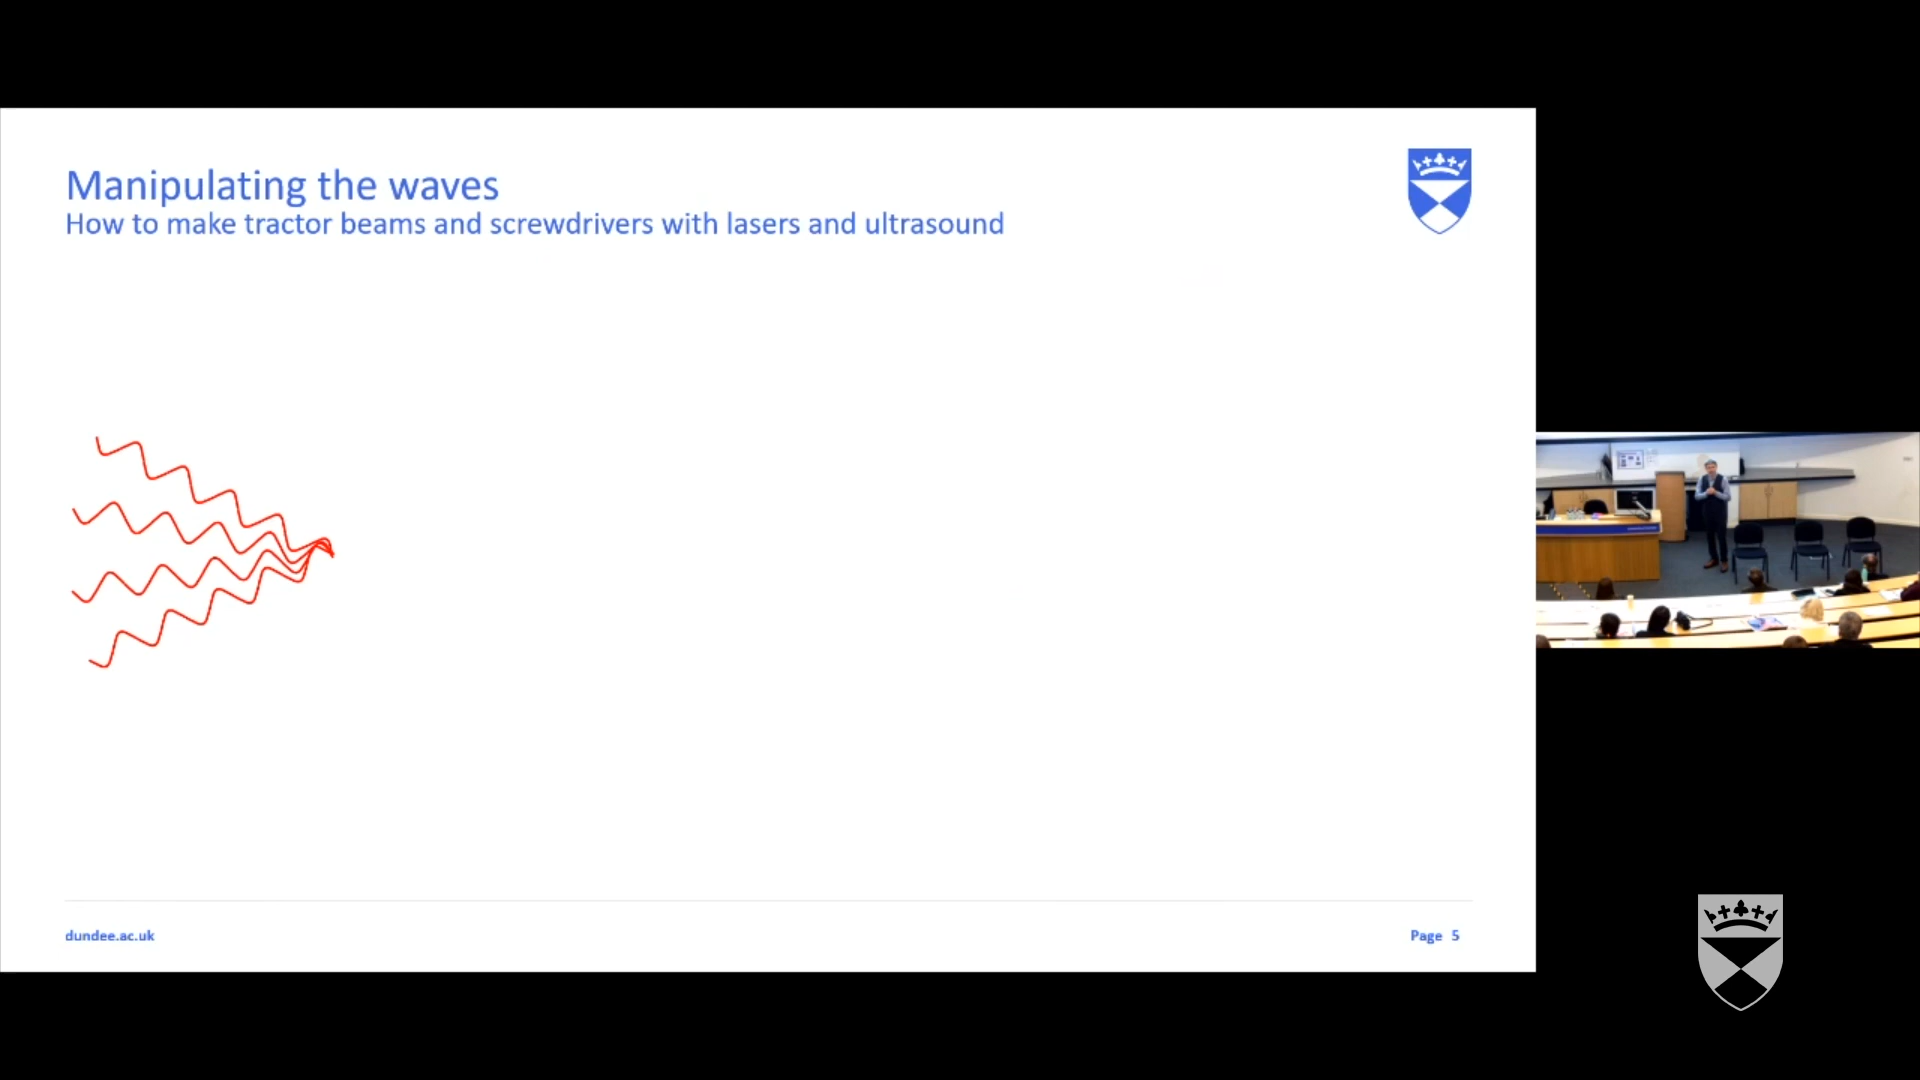 Manipulating the waves
How to make tractor beams and screwdrivers with lasers and ultrasound
dundee.ac.uk
Page 5